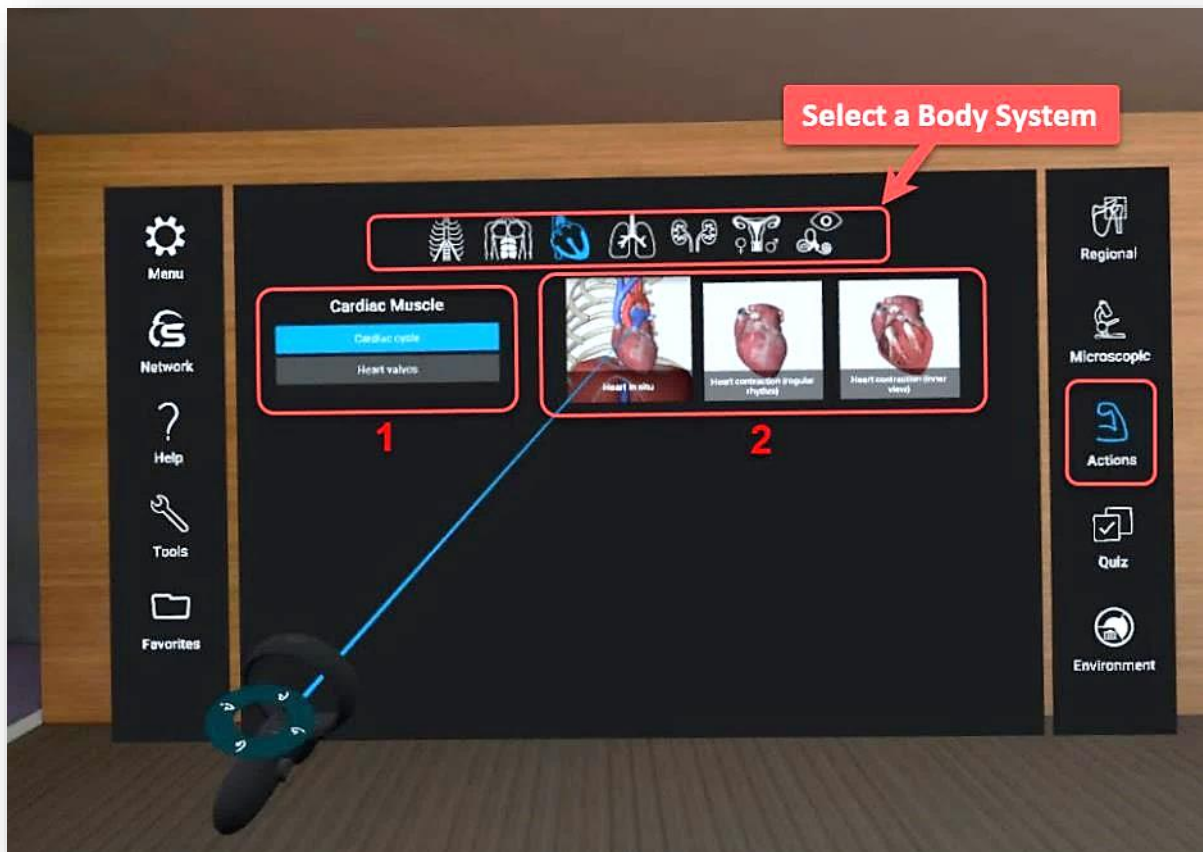 Select a Body System
Menu
Network
Help
Tools
Favorites
Cardiac Muscle
Cardiac cycle
Heart valves
1
Heart in situ
Heart contraction (regular
rhythm)
Heart contraction (inner
view)
2
Regional
Microscopic
Actions
Quiz
Environment